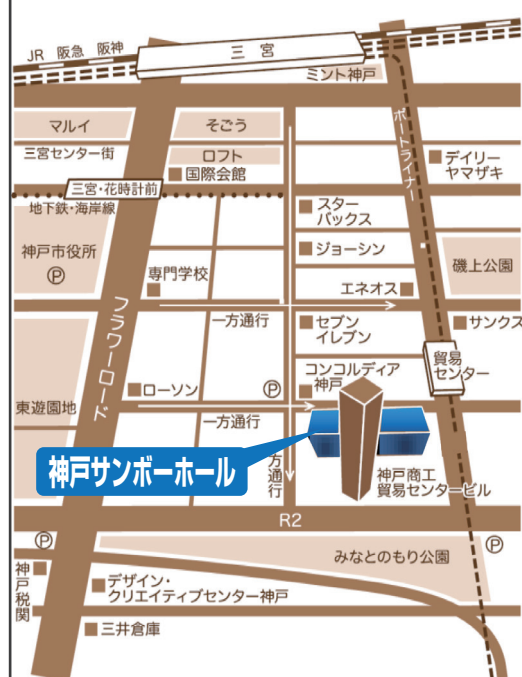 JR 阪急 阪神
三宮
ミント神戸
マルイ
そごう
ポートライナー
三宮センター街
ロフト
デイリー
ヤマザキ
国際会館
三宮・花時計前
地下鉄・海岸線
スター
バックス
神戸市役所
P
ジョーシン
磯上公園
専門学校
エネオス
フラワーロード
一方通行
セブン
イレブン
サンクス
貿易
センター
コンコルディア
神戸
ローソン
P
東遊園地
一方通行
神戸サンボーホール
方通行
神戸商工
貿易センタービル
R2
P
みなとのもり公園
P
神戸税関
デザイン・
クリエイティブセンター神戸
三井倉庫